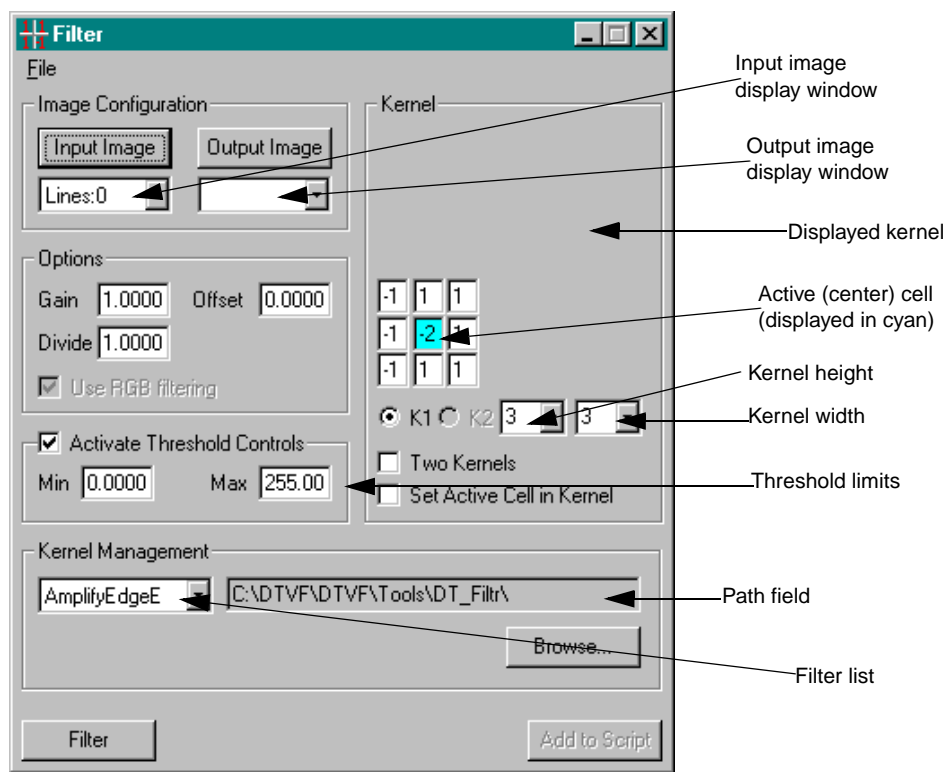 Filter
File
Image Configuration
Input Image
Output Image
Lines:0
Options
Gain 1.0000 Offset 0.0000
Divide 1.0000
Use RGB filtering
Activate Threshold Controls
Min 0.0000 Max 255.00
Kernel
-1 1 1
-1 -2 1
-1 1 1
K1 K2 3 3
Two Kernels
Set Active Cell in Kernel
Kernel Management
AmplifyEdgeE C:\DTVF\DTVF\Tools\DT_Filtr\
Browse...
Filter
Add to Script
Input image
display window
Output image
display window
Displayed kernel
Active (center) cell
(displayed in cyan)
Kernel height
Kernel width
Threshold limits
Path field
Filter list